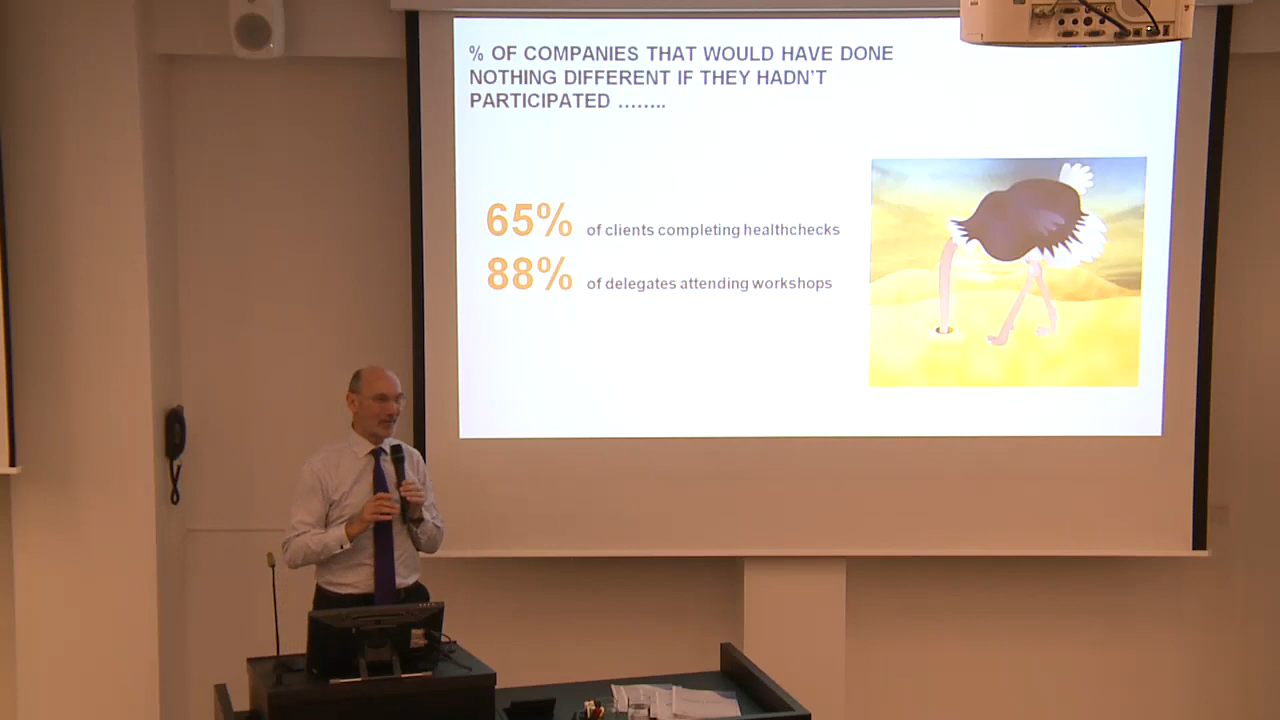 % OF COMPANIES THAT WOULD HAVE DONE
NOTHING DIFFERENT IF THEY HADN'T
PARTICIPATED ........
65% of clients completing healthchecks
88% of delegates attending workshops